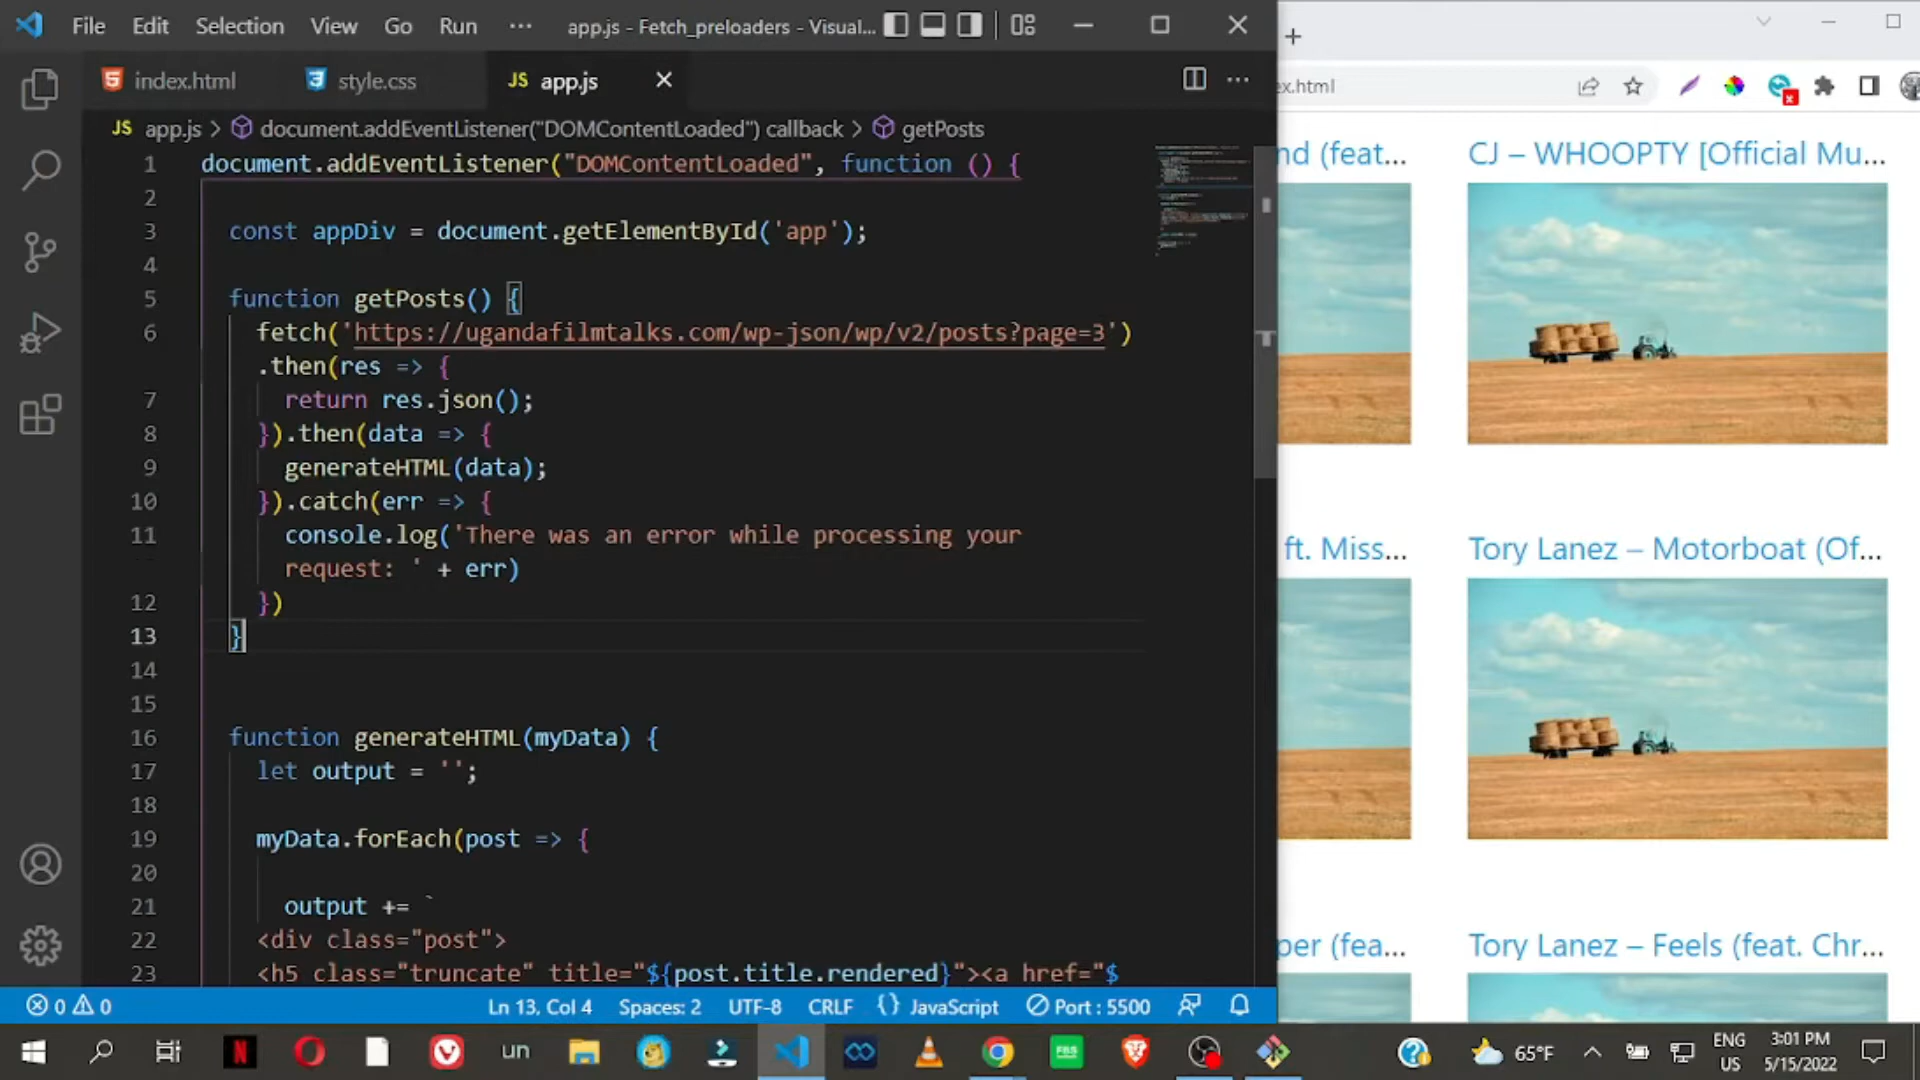 File Edit Selection View Go Run ··· app.js - Fetch_preloaders - Visual...
index.html style.css JS app.js
JS app.js > document.addEventListener("DOMContentLoaded") callback > getPosts
1 document.addEventListener("DOMContentLoaded", function () {
2
3 const appDiv = document.getElementById('app');
4
5 function getPosts() {
6 fetch('https://ugandafilmtalks.com/wp-json/wp/v2/posts?page=3')
.then(res => {
7 return res.json();
8 }).then(data => {
9 generateHTML(data);
10 }).catch(err => {
11 console.log('There was an error while processing your
request: ' + err)
12 })
13 }
14
15
16 function generateHTML(myData) {
17 let output = '';
18
19 myData.forEach(post => {
20
21 output += `
22 <div class="post">
23 <h5 class="truncate" title="${post.title.rendered}"><a href="$
0 0 Ln 13, Col 4 Spaces: 2 UTF-8 CRLF {} JavaScript Port : 5500
ex.html
nd (feat... CJ – WHOOPTY [Official Mu...
ft. Miss... Tory Lanez – Motorboat (Of...
per (fea... Tory Lanez – Feels (feat. Chr...
un FBS 65°F ENG US 3:01 PM 5/15/2022